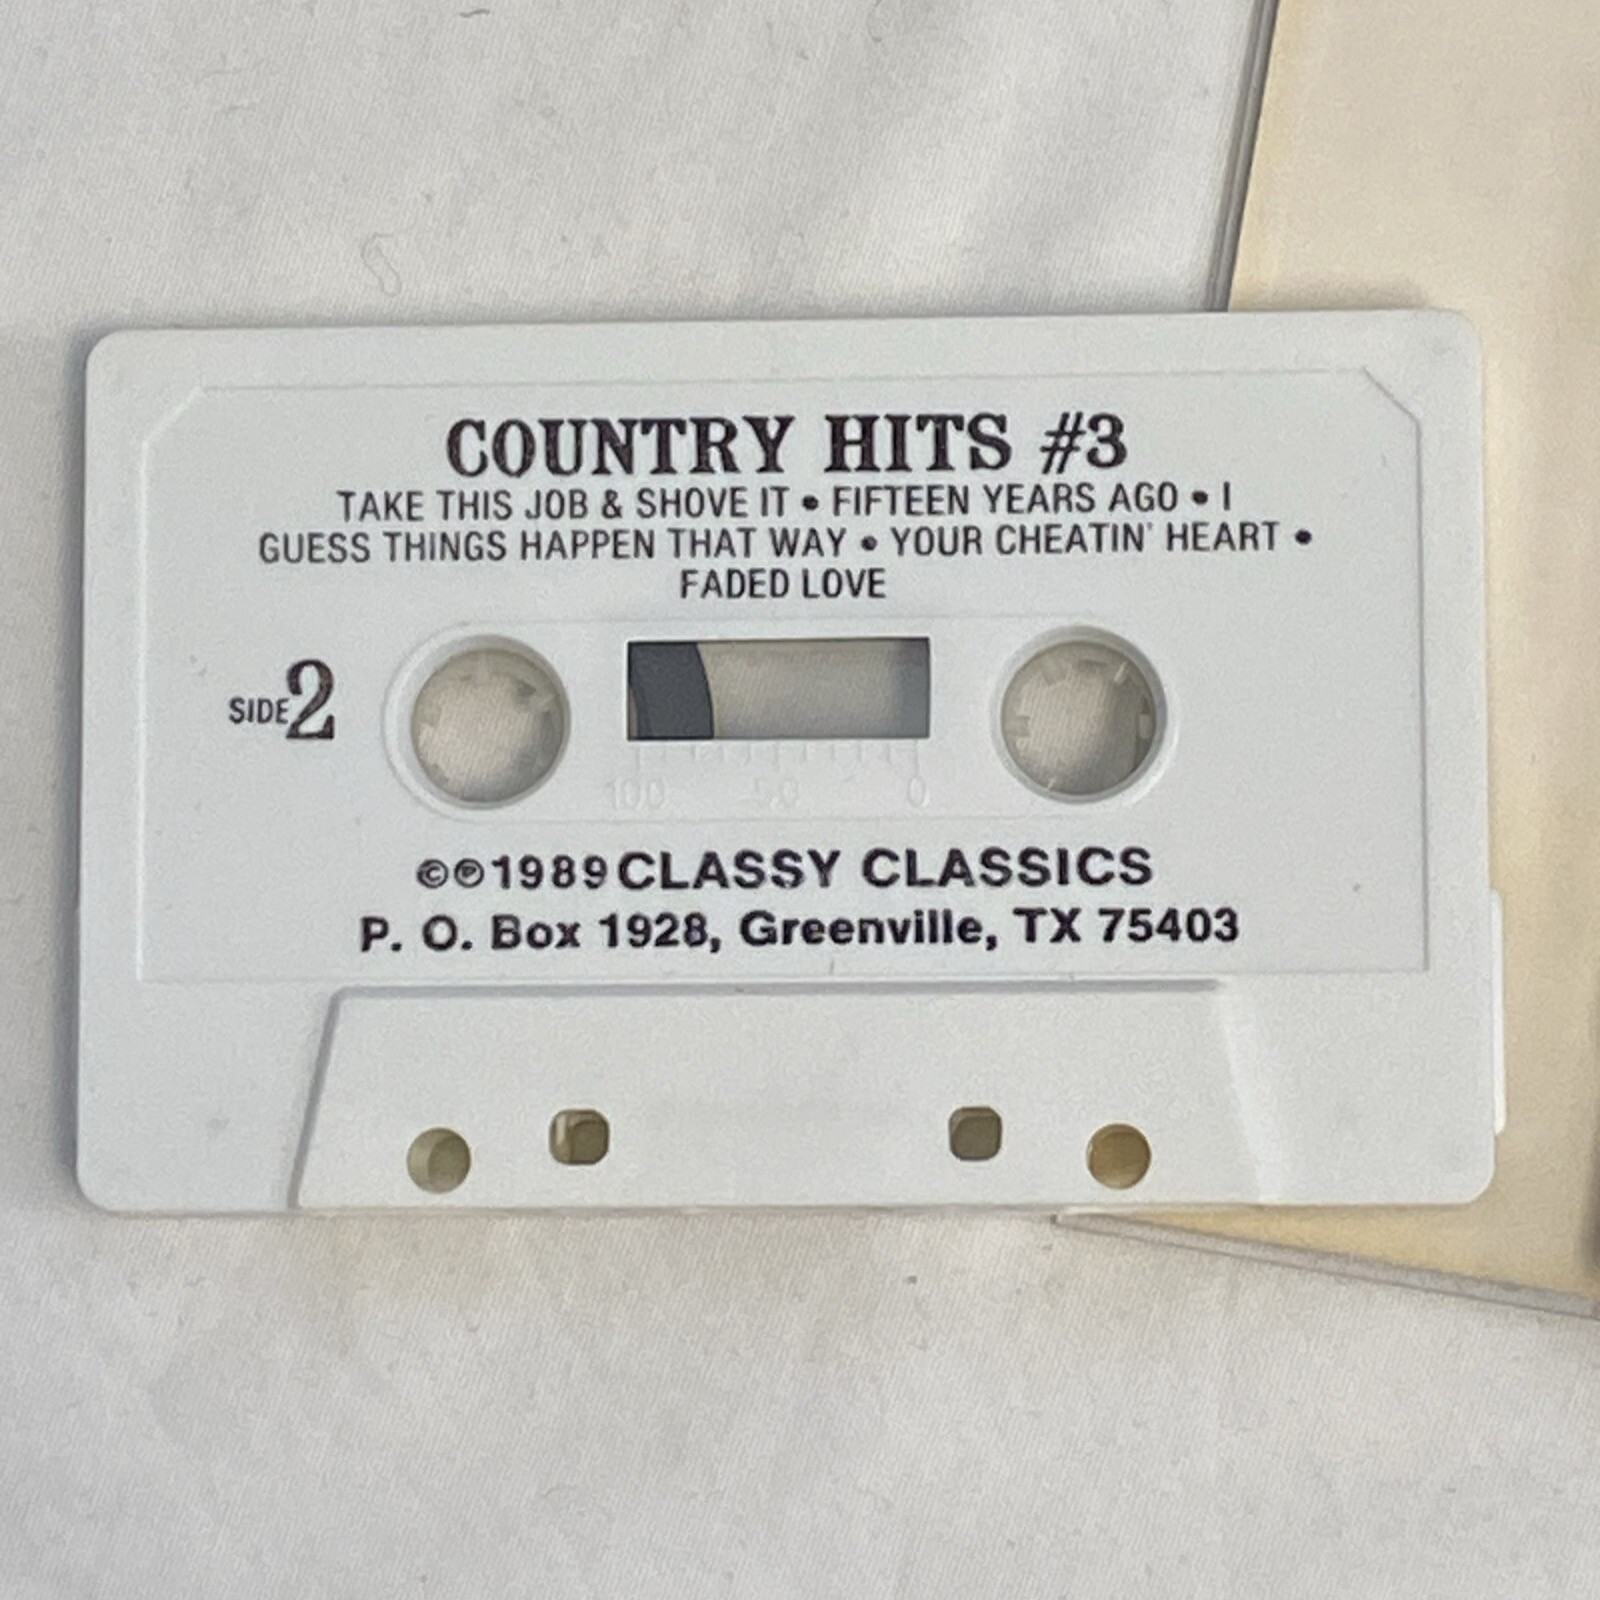 COUNTRY HITS #3
TAKE THIS JOB & SHOVE IT • FIFTEEN YEARS AGO • I
GUESS THINGS HAPPEN THAT WAY • YOUR CHEATIN' HEART •
FADED LOVE
SIDE 2
100 50 0
©℗1989 CLASSY CLASSICS
P. O. Box 1928, Greenville, TX 75403